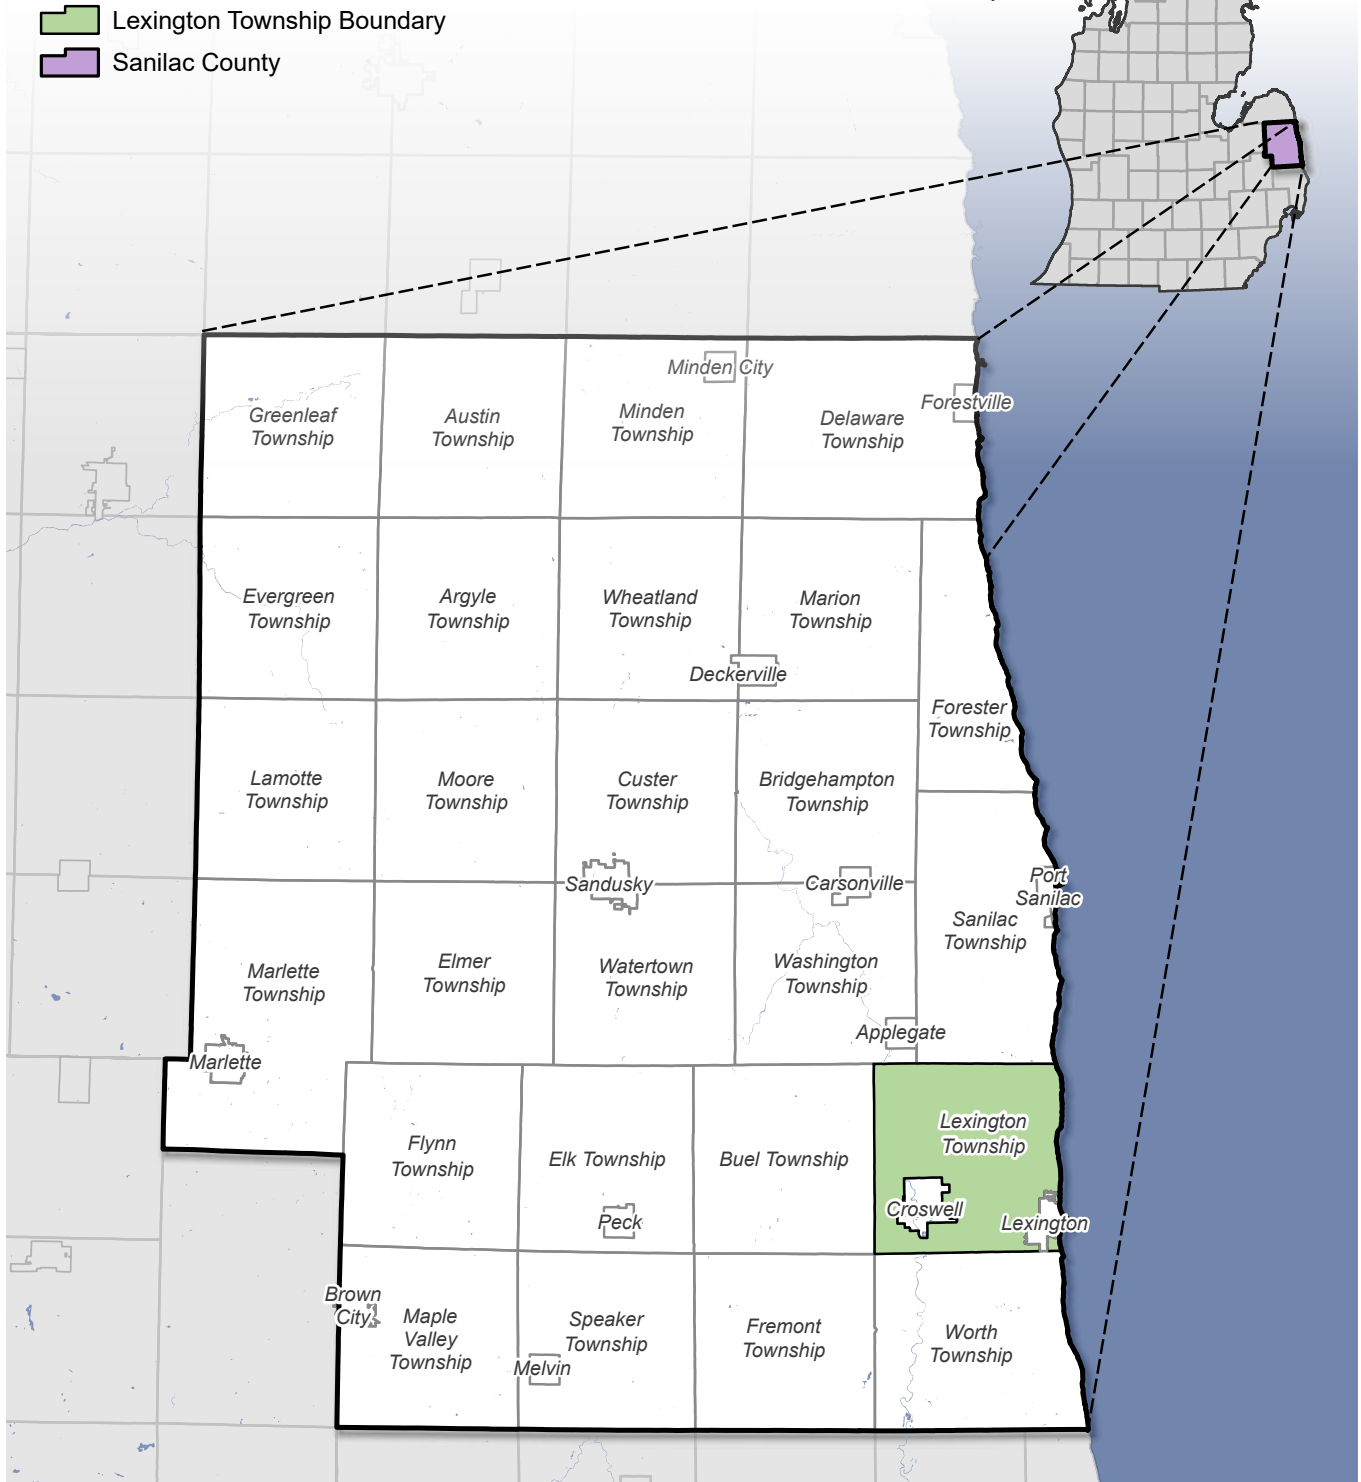 Lexington Township Boundary
Sanilac County
Minden City
Forestville
Greenleaf
Township
Austin
Township
Minden
Township
Delaware
Township
Evergreen
Township
Argyle
Township
Wheatland
Township
Marion
Township
Deckerville
Forester
Township
Lamotte
Township
Moore
Township
Custer
Township
Bridgehampton
Township
Sandusky
Carsonville
Port
Sanilac
Sanilac
Township
Marlette
Township
Elmer
Township
Watertown
Township
Washington
Township
Applegate
Marlette
Flynn
Township
Elk Township
Buel Township
Lexington
Township
Peck
Croswell
Lexington
Brown
City
Maple
Valley
Township
Speaker
Township
Melvin
Fremont
Township
Worth
Township